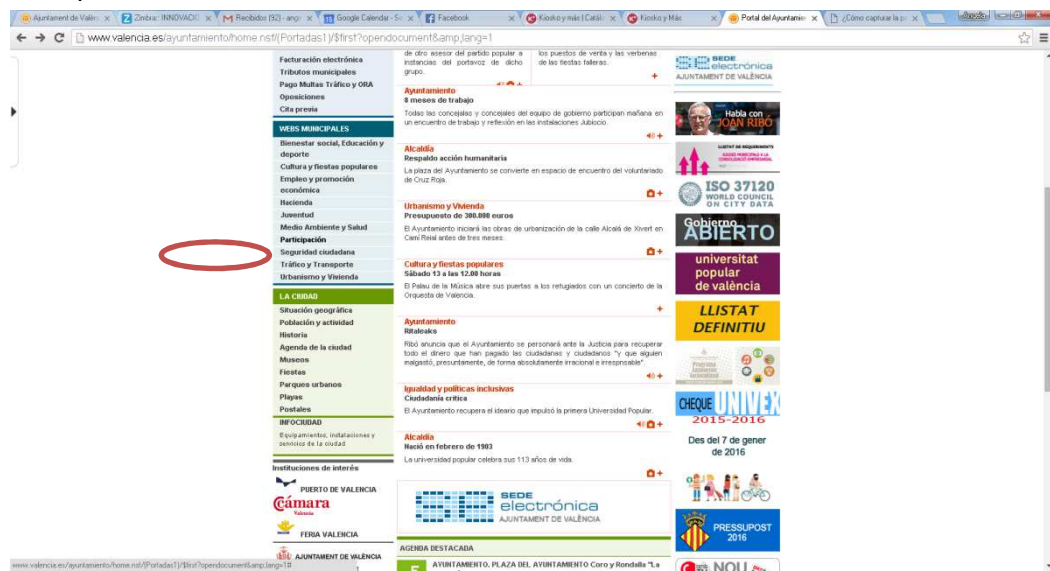 Ajuntament de Valèn
Zimbra: INNOVACIÓ
Recibidos (92) - ang
Google Calendar - S
Facebook
Kiosko y más | Catál
Kiosko y Más
Portal del Ayuntamie
¿Cómo capturar la p
www.valencia.es/ayuntamiento/home.nsf/(Portadas1)/$first?opendocument&amp;lang=1
Facturación electrónica
Tributos municipales
Pago Multas Tráfico y ORA
Oposiciones
Cita previa
WEBS MUNICIPALES
Bienestar social, Educación y
deporte
Cultura y fiestas populares
Empleo y promoción
económica
Hacienda
Juventud
Medio Ambiente y Salud
Participación
Seguridad ciudadana
Tráfico y Transporte
Urbanismo y Vivienda
LA CIUDAD
Situación geográfica
Población y actividad
Historia
Agenda de la ciudad
Museos
Fiestas
Parques urbanos
Playas
Postales
INFOCIUDAD
Equipamientos, instalaciones y
servicios de la ciudad
Instituciones de interés
PUERTO DE VALENCIA
Cámara
Valencia
FERIA VALENCIA
AJUNTAMENT DE VALÈNCIA
de otro asesor del partido popular a
instancias del portavoz de dicho
grupo.
los puestos de venta y las verbenas
de las fiestas falleras.
Ayuntamiento
8 meses de trabajo
Todas las concejalas y concejales del equipo de gobierno participan mañana en
un encuentro de trabajo y reflexión en las instalaciones Jubiocio.
Alcaldía
Respaldo acción humanitaria
La plaza del Ayuntamiento se convierte en espacio de encuentro del voluntariado
de Cruz Roja.
Urbanismo y Vivienda
Presupuesto de 300.000 euros
El Ayuntamiento iniciará las obras de urbanización de la calle Alcalá de Xivert en
Camí Reial antes de tres meses.
Cultura y fiestas populares
Sábado 13 a las 12.00 horas
El Palau de la Música abre sus puertas a los refugiados con un concierto de la
Orquesta de Valencia.
Ayuntamiento
Ritaleaks
Ribó anuncia que el Ayuntamiento se personará ante la Justicia para recuperar
todo el dinero que han pagado las ciudadanas y ciudadanos "y que alguien
malgastó, presuntamente, de forma absolutamente irracional e irresponsable".
Igualdad y políticas inclusivas
Ciudadanía crítica
El Ayuntamiento recupera el ideario que impulsó la primera Universidad Popular.
Alcaldía
Nació en febrero de 1903
La universidad popular celebra sus 113 años de vida.
SEDE
electrónica
AJUNTAMENT DE VALÈNCIA
AGENDA DESTACADA
5
AYUNTAMIENTO. PLAZA DEL AYUNTAMIENTO Coro y Rondalla "La
SEDE
electrónica
AJUNTAMENT DE VALÈNCIA
Habla con
JOAN RIBÓ
LLISTAT DE REQUERIMENTS
ISO 37120
WORLD COUNCIL
ON CITY DATA
Gobierno
ABIERTO
universitat
popular
de valència
LLISTAT
DEFINITIU
CHEQUE UNIVEX
2015-2016
Des del 7 de gener
de 2016
PRESSUPOST
2016
NOU
www.valencia.es/ayuntamiento/home.nsf/(Portadas1)/$first?opendocument&amp;lang=1#